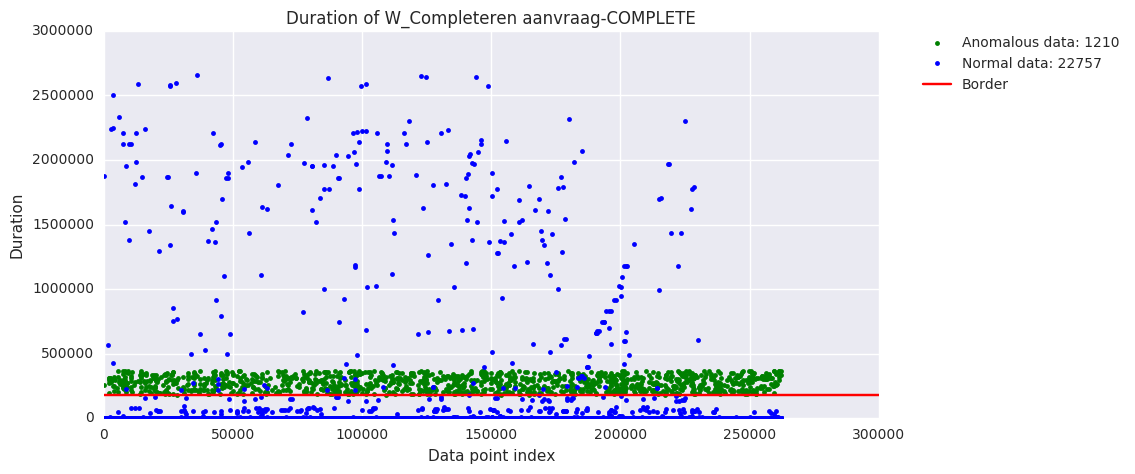 Duration of W_Completeren aanvraag-COMPLETE
3000000
2500000
2000000
1500000
1000000
500000
0
Duration
0 50000 100000 150000 200000 250000 300000
Data point index
Anomalous data: 1210
Normal data: 22757
Border